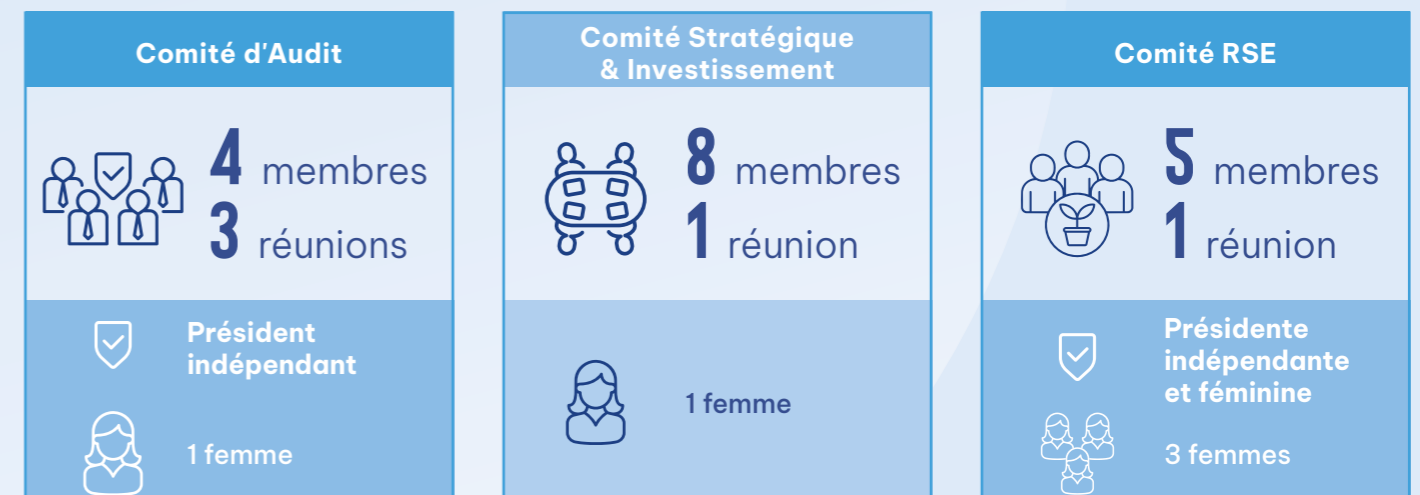 Comité d'Audit
4 membres
3 réunions
Président
indépendant
1 femme
Comité Stratégique
& Investissement
8 membres
1 réunion
1 femme
Comité RSE
5 membres
1 réunion
Présidente
indépendante
et féminine
3 femmes